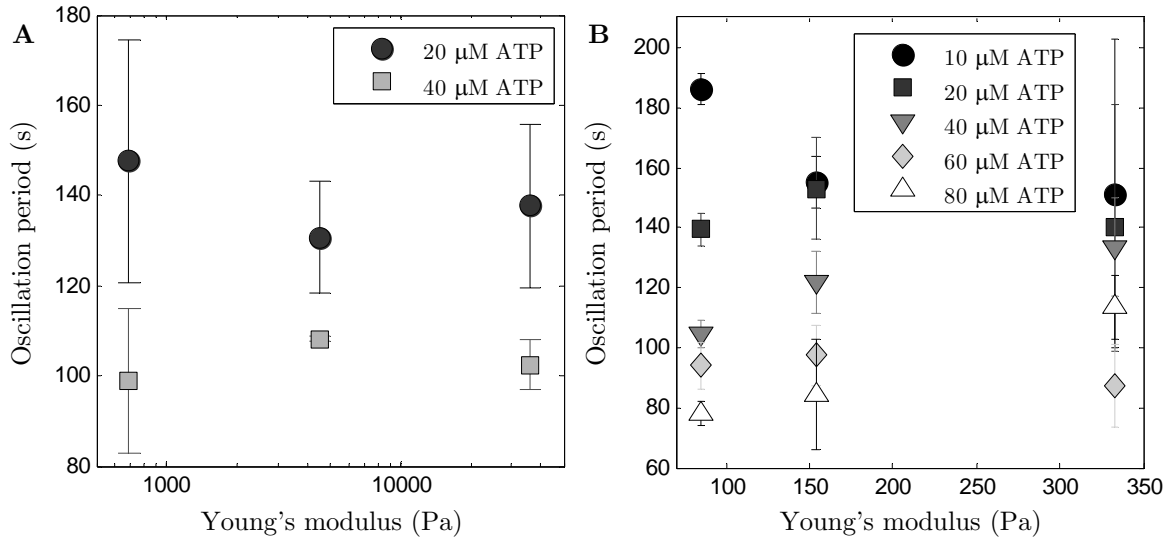 A
180
160
140
120
100
80
1000
10000
Oscillation period (s)
Young's modulus (Pa)
20 μM ATP
40 μM ATP
B
200
180
160
140
120
100
80
60
100
150
200
250
300
350
Oscillation period (s)
Young's modulus (Pa)
10 μM ATP
20 μM ATP
40 μM ATP
60 μM ATP
80 μM ATP